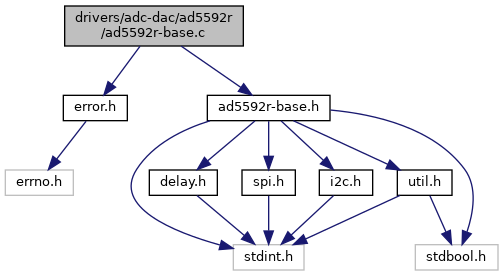 drivers/adc-dac/ad5592r
/ad5592r-base.c
error.h
ad5592r-base.h
errno.h
delay.h
spi.h
i2c.h
util.h
stdint.h
stdbool.h